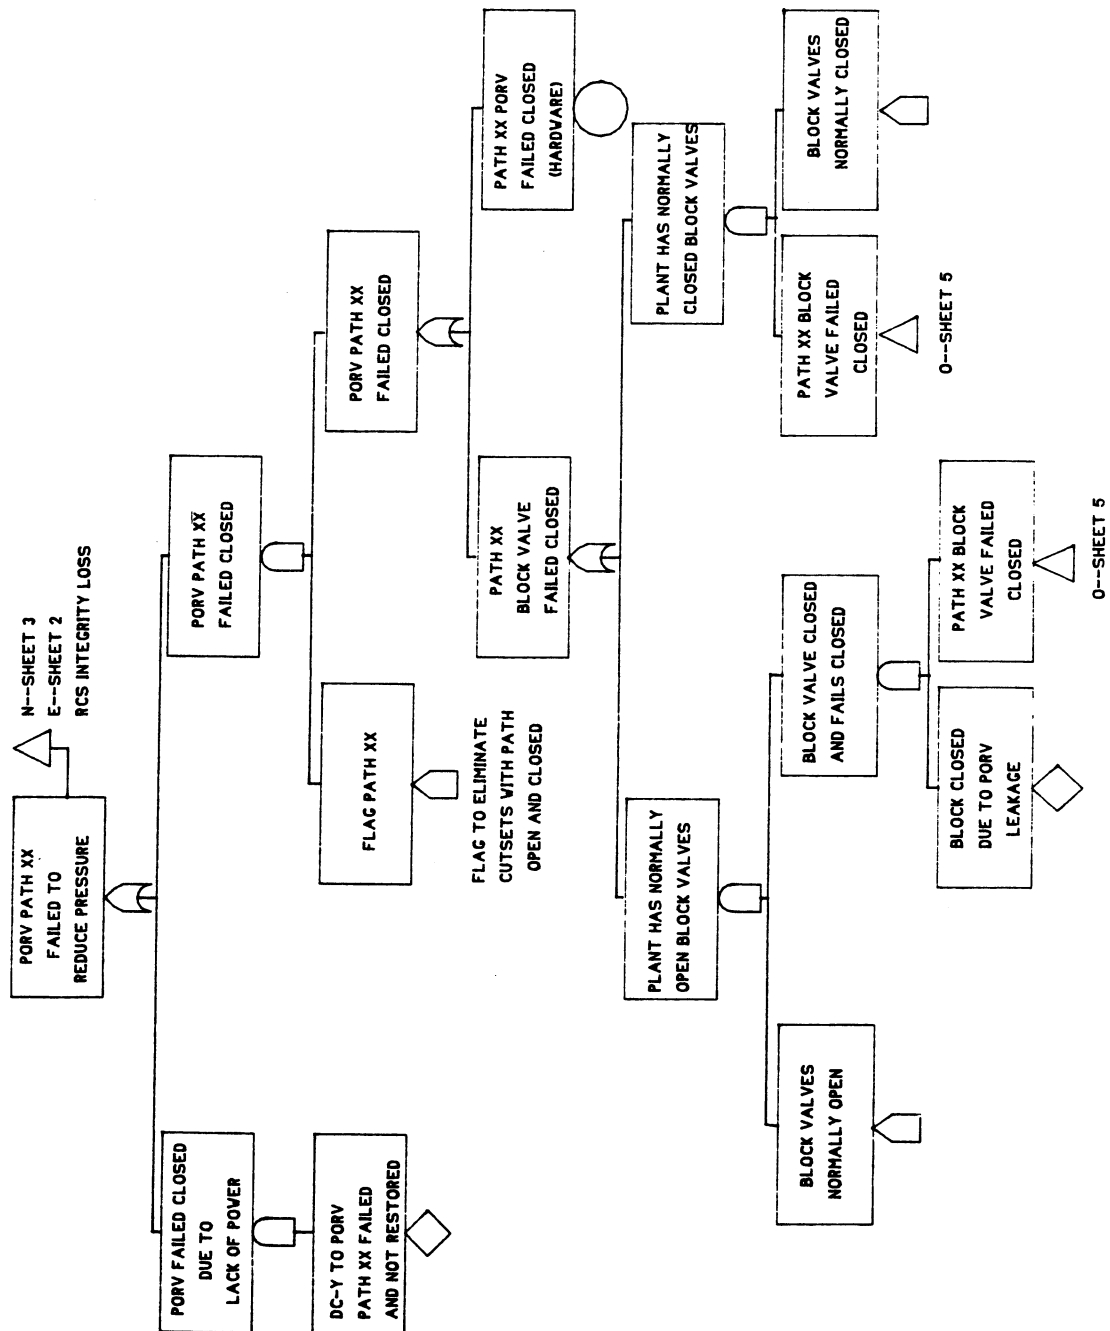 PORV PATH XX
FAILED TO
REDUCE PRESSURE
N--SHEET 3
E--SHEET 2
RCS INTEGRITY LOSS
PORV FAILED CLOSED
DUE TO
LACK OF POWER
PORV PATH XX
FAILED CLOSED
DC-Y TO PORV
PATH XX FAILED
AND NOT RESTORED
FLAG PATH XX
FLAG TO ELIMINATE
CUTSETS WITH PATH
OPEN AND CLOSED
PORV PATH XX
FAILED CLOSED
PATH XX
BLOCK VALVE
FAILED CLOSED
PATH XX PORV
FAILED CLOSED
(HARDWARE)
PLANT HAS NORMALLY
OPEN BLOCK VALVES
PLANT HAS NORMALLY
CLOSED BLOCK VALVES
BLOCK VALVES
NORMALLY OPEN
BLOCK VALVE CLOSED
AND FAILS CLOSED
PATH XX BLOCK
VALVE FAILED
CLOSED
O--SHEET 5
BLOCK VALVES
NORMALLY CLOSED
BLOCK CLOSED
DUE TO PORV
LEAKAGE
PATH XX BLOCK
VALVE FAILED
CLOSED
O--SHEET 5